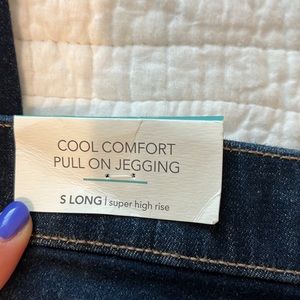 COOL COMFORT
PULL ON JEGGING
S LONG | super high rise